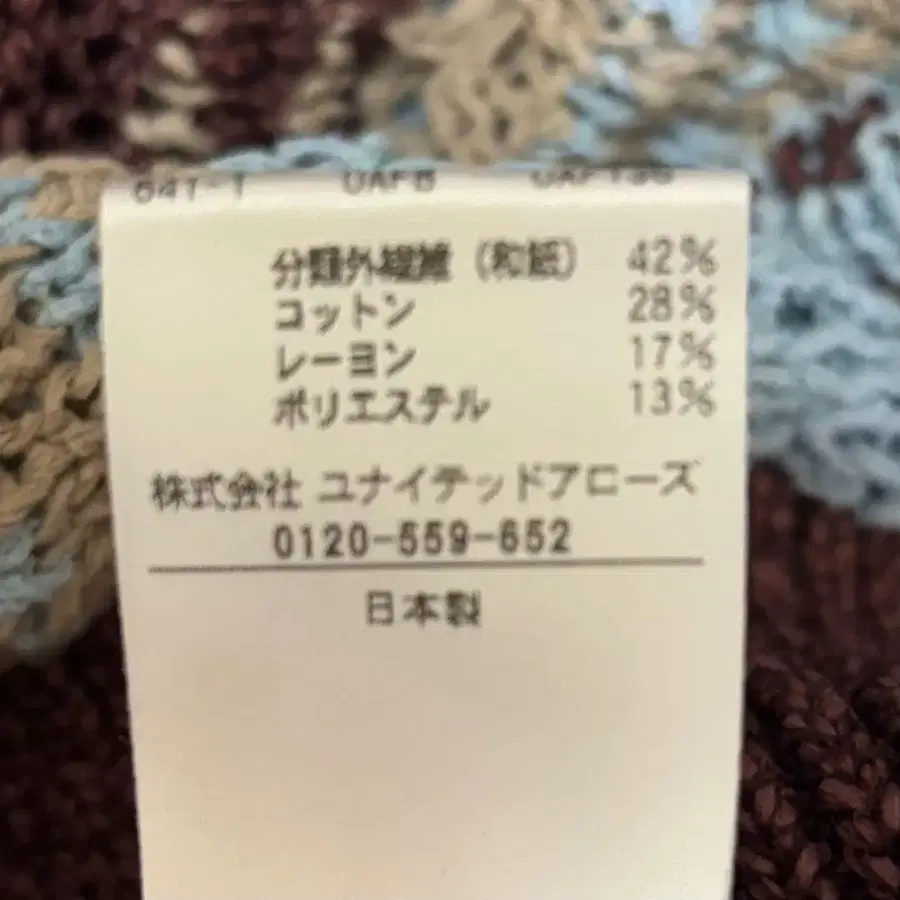 分類外繊維（和紙） 42%
コットン 28%
レーヨン 17%
ポリエステル 13%
株式会社 ユナイテッドアローズ
0120-559-652
日本製